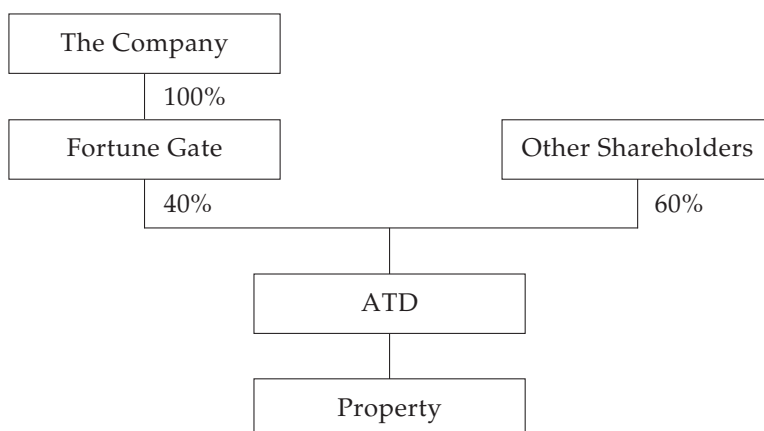 The Company
100%
Fortune Gate
Other Shareholders
40%
60%
ATD
Property